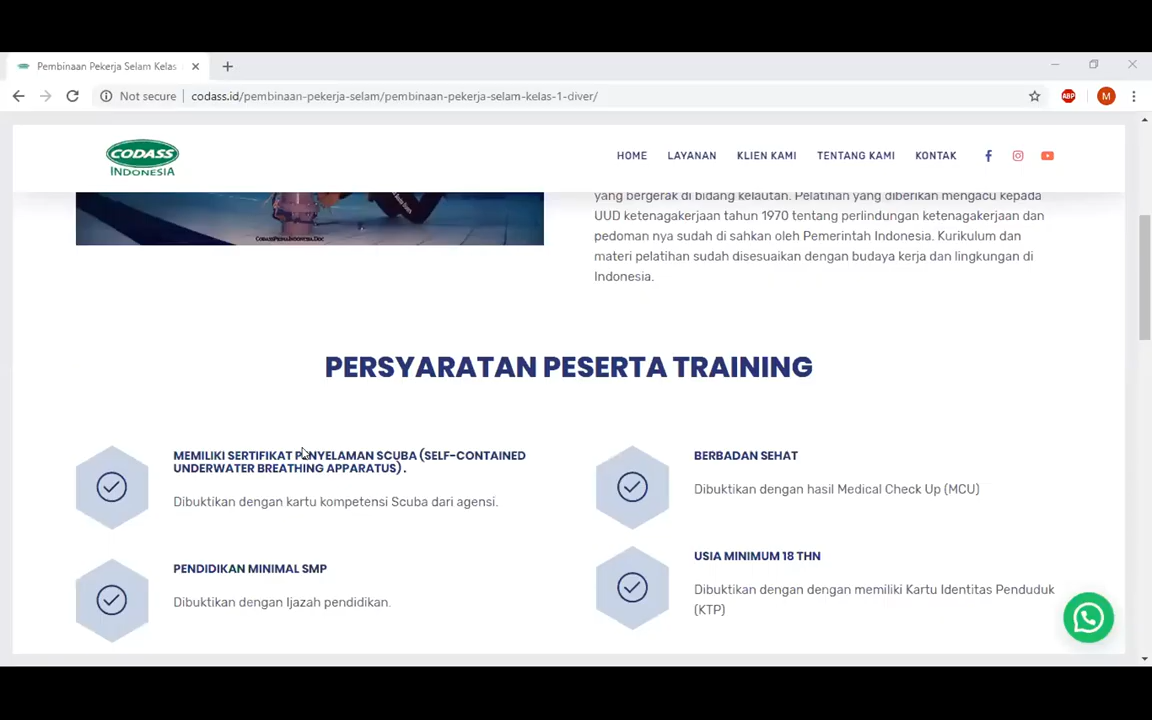 Pembinaan Pekerja Selam Kelas
Not secure
codass.id/pembinaan-pekerja-selam/pembinaan-pekerja-selam-kelas-1-diver/
ABP
M
CODASS
INDONESIA
HOME
LAYANAN
KLIEN KAMI
TENTANG KAMI
KONTAK
yang bergerak di bidang kelautan. Pelatihan yang diberikan mengacu kepada
UUD ketenagakerjaan tahun 1970 tentang perlindungan ketenagakerjaan dan
pedoman nya sudah di sahkan oleh Pemerintah Indonesia. Kurikulum dan
materi pelatihan sudah disesuaikan dengan budaya kerja dan lingkungan di
Indonesia.
PERSYARATAN PESERTA TRAINING
MEMILIKI SERTIFIKAT PENYELAMAN SCUBA (SELF-CONTAINED
UNDERWATER BREATHING APPARATUS).
Dibuktikan dengan kartu kompetensi Scuba dari agensi.
BERBADAN SEHAT
Dibuktikan dengan hasil Medical Check Up (MCU)
PENDIDIKAN MINIMAL SMP
Dibuktikan dengan Ijazah pendidikan.
USIA MINIMUM 18 THN
Dibuktikan dengan dengan memiliki Kartu Identitas Penduduk
(KTP)